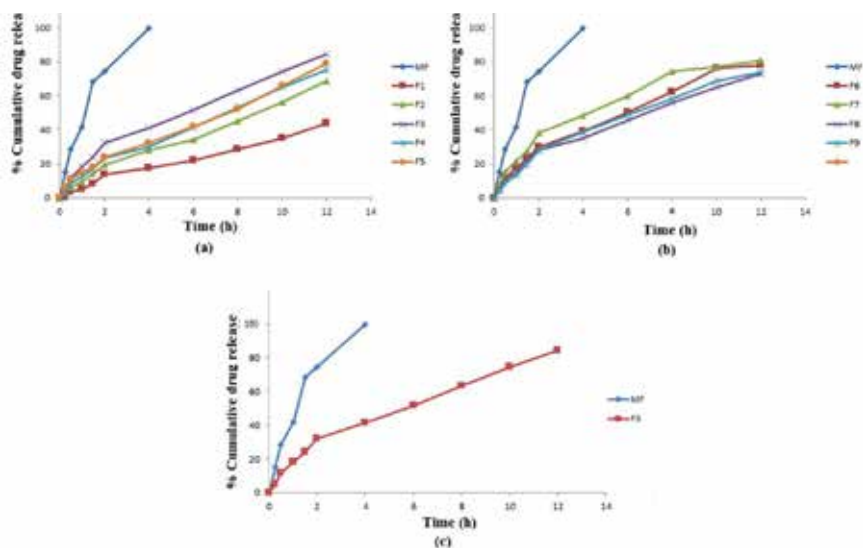 % Cumulative drug release
100
80
60
40
20
0
0 2 4 6 8 10 12 14
Time (h)
(a)
MF
F1
F2
F3
F4
F5
% Cumulative drug release
100
80
60
40
20
0
0 2 4 6 8 10 12 14
Time (h)
(b)
MF
F6
F7
F8
F9
% Cumulative drug release
100
80
60
40
20
0
0 2 4 6 8 10 12 14
Time (h)
(c)
MF
F3